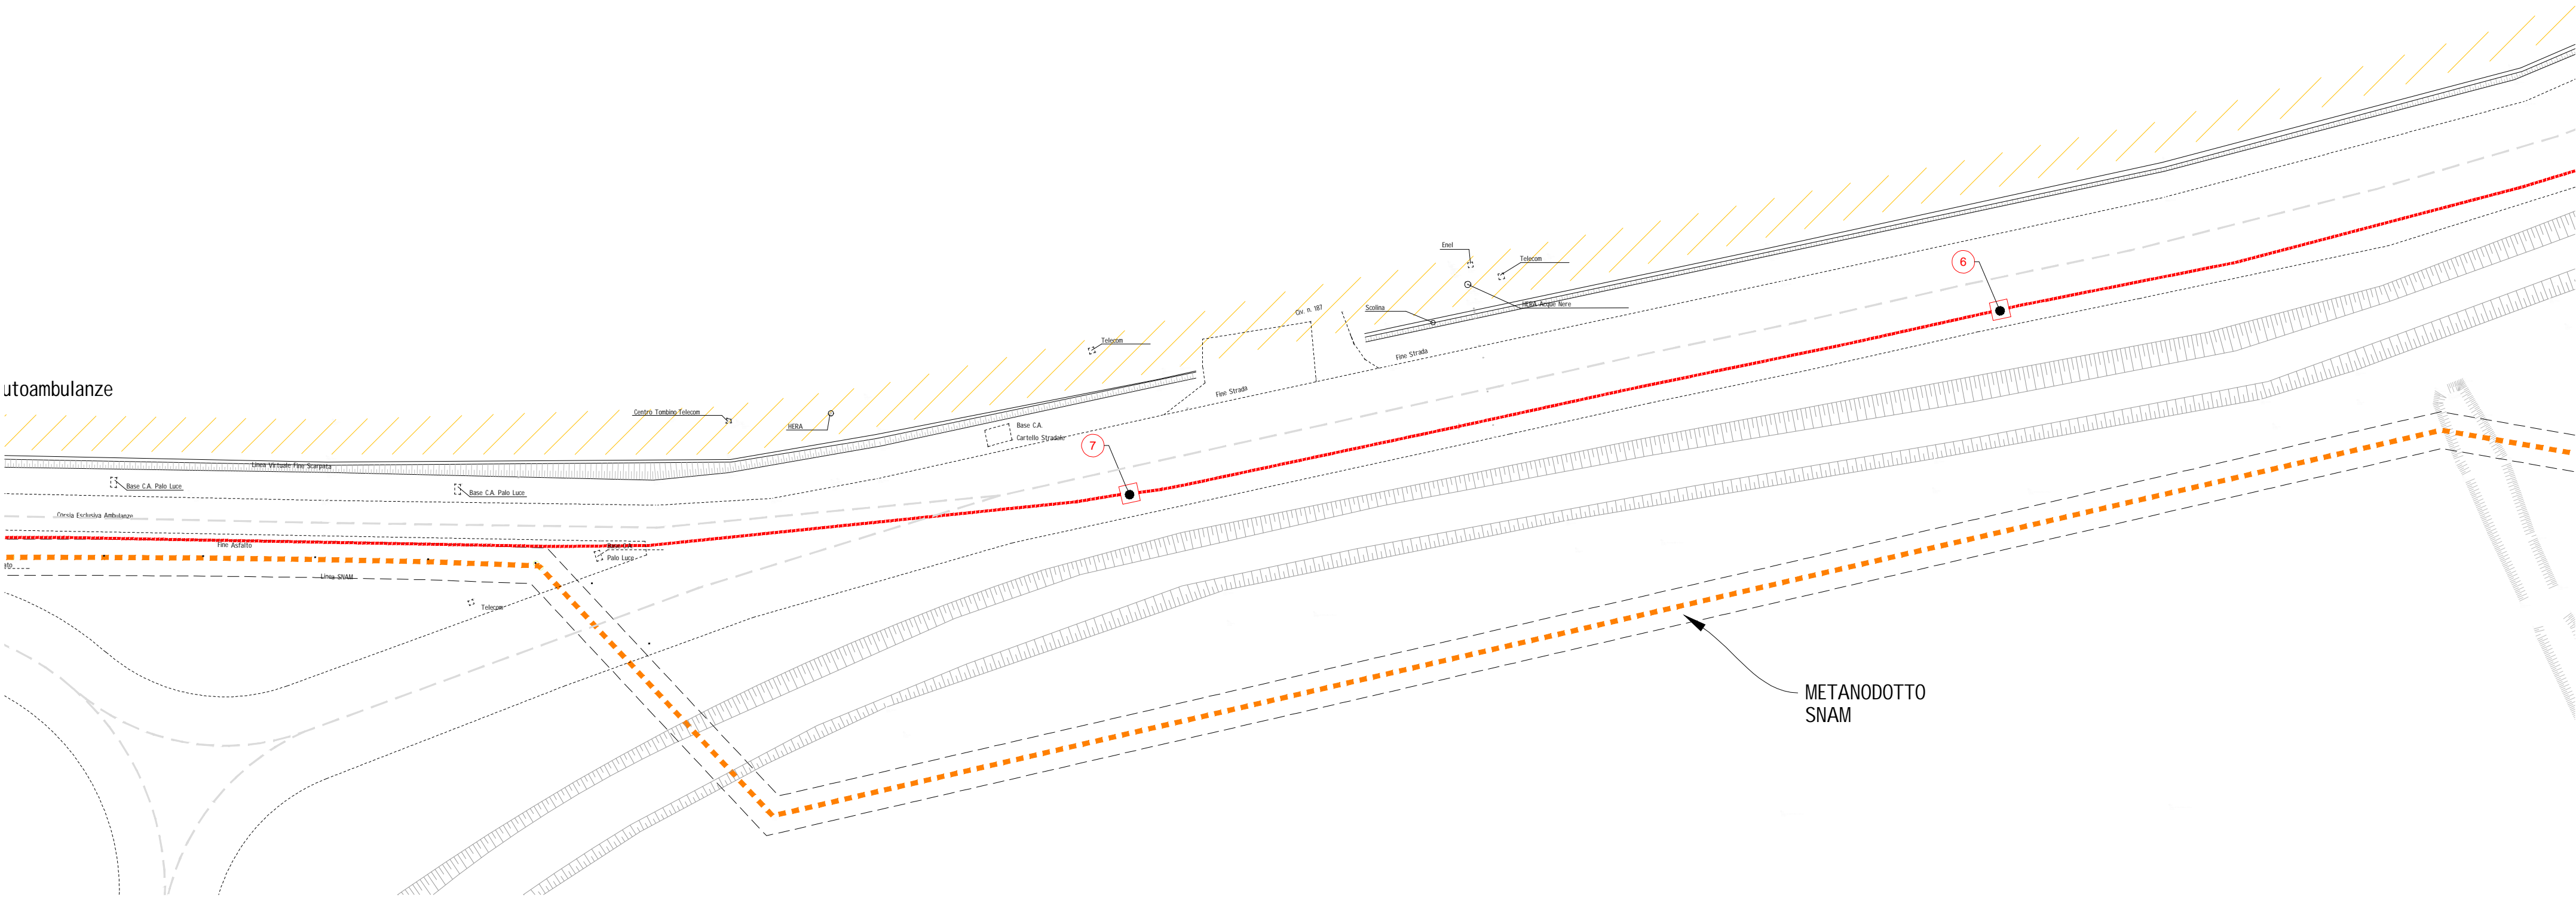 Enel
Telecom
6
HERA Acque Nere
Scolina
Civ. n. 187
Telecom
Fine Strada
utoambulanze
Fine Strada
Centro Tombino Telecom
HERA
Base C.A.
Cartello Stradale
7
Linea Virtuale Fino Scarpata
Base C.A. Palo Luce
Base C.A. Palo Luce
Corsia Esclusiva Ambulanze
Fine Asfalto
Base C.A.
Palo Luce
Linea SNAM
Telecom
METANODOTTO
SNAM